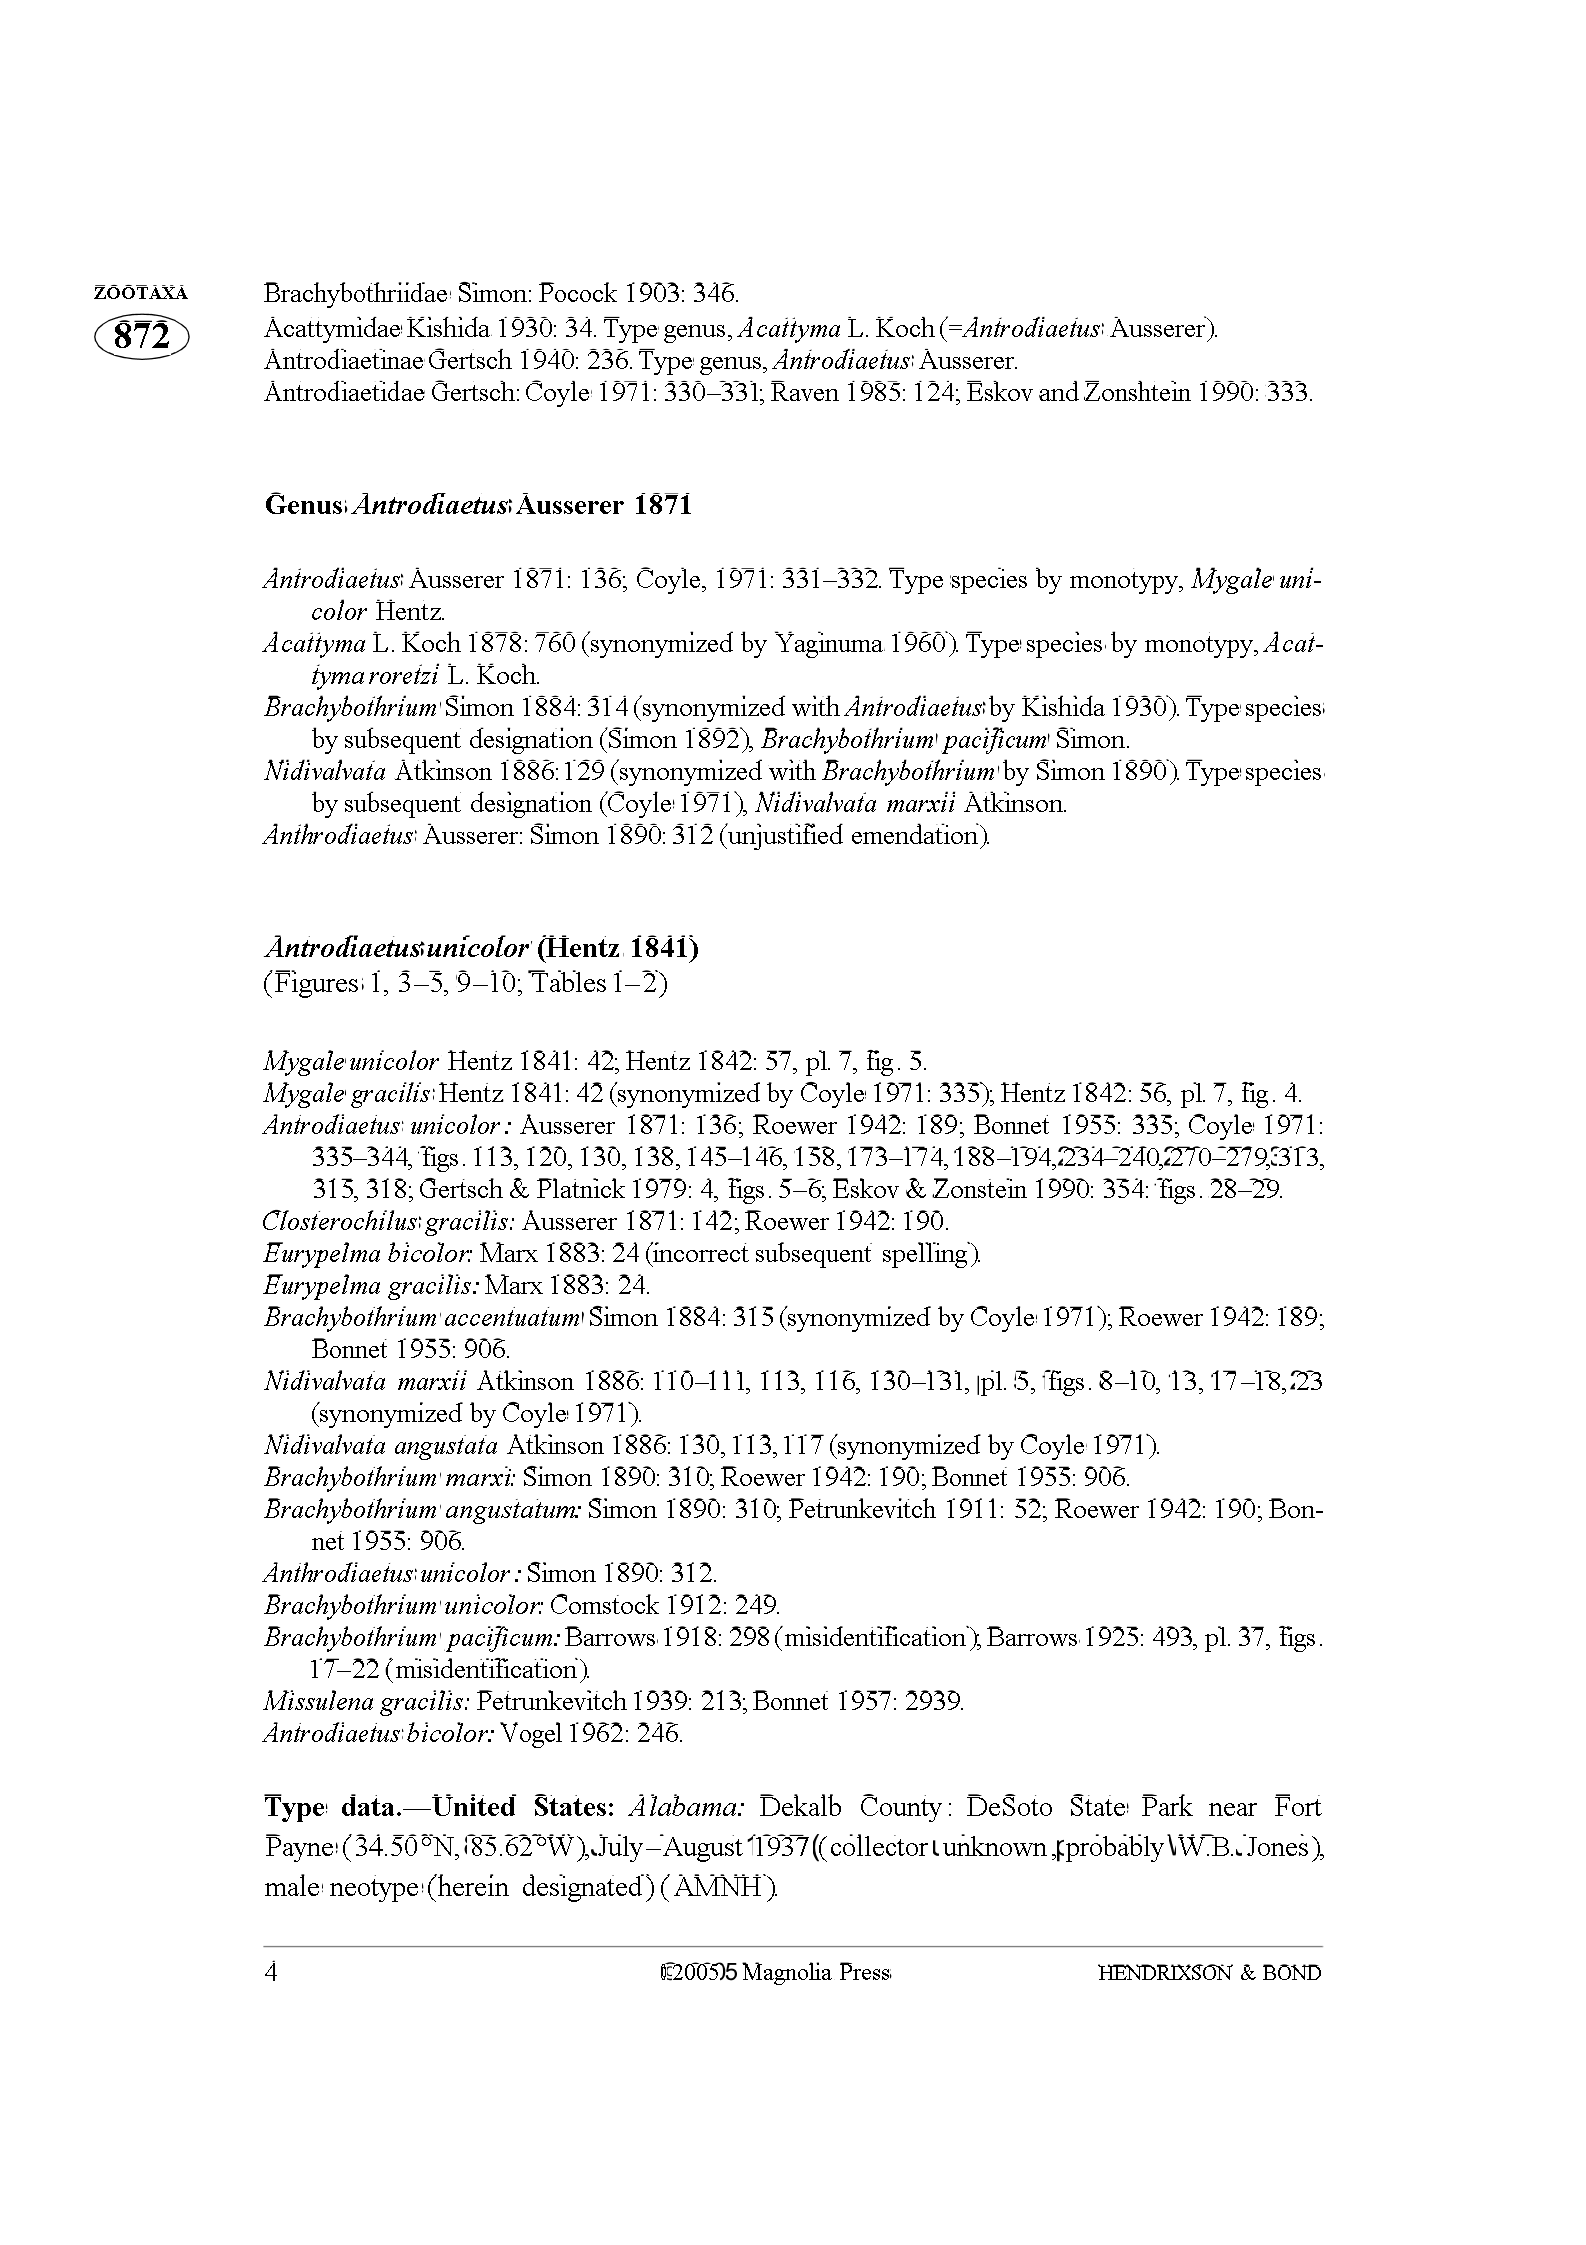 ZOOTAXA
872
Brachybothriidae Simon: Pocock 1903: 346.
Acattymidae Kishida 1930: 34. Type genus, Acattyma L. Koch (=Antrodiaetus Ausserer).
Antrodiaetinae Gertsch 1940: 236. Type genus, Antrodiaetus Ausserer.
Antrodiaetidae Gertsch: Coyle 1971: 330–331; Raven 1985: 124; Eskov and Zonshtein 1990: 333.
Genus Antrodiaetus Ausserer 1871
Antrodiaetus Ausserer 1871: 136; Coyle, 1971: 331–332. Type species by monotypy, Mygale uni-
color Hentz.
Acattyma L. Koch 1878: 760 (synonymized by Yaginuma 1960). Type species by monotypy, Acat-
tyma roretzi L. Koch.
Brachybothrium Simon 1884: 314 (synonymized with Antrodiaetus by Kishida 1930). Type species
by subsequent designation (Simon 1892), Brachybothrium pacificum Simon.
Nidivalvata Atkinson 1886: 129 (synonymized with Brachybothrium by Simon 1890). Type species
by subsequent designation (Coyle 1971), Nidivalvata marxii Atkinson.
Anthrodiaetus Ausserer: Simon 1890: 312 (unjustified emendation).
Antrodiaetus unicolor (Hentz 1841)
(Figures 1, 3–5, 9–10; Tables 1–2)
Mygale unicolor Hentz 1841: 42; Hentz 1842: 57, pl. 7, fig. 5.
Mygale gracilis Hentz 1841: 42 (synonymized by Coyle 1971: 335); Hentz 1842: 56, pl. 7, fig. 4.
Antrodiaetus unicolor: Ausserer 1871: 136; Roewer 1942: 189; Bonnet 1955: 335; Coyle 1971:
335–344, figs. 113, 120, 130, 138, 145–146, 158, 173–174, 188–194, 234–240, 270–279, 313,
315, 318; Gertsch & Platnick 1979: 4, figs. 5–6; Eskov & Zonstein 1990: 354: figs. 28–29.
Closterochilus gracilis: Ausserer 1871: 142; Roewer 1942: 190.
Eurypelma bicolor: Marx 1883: 24 (incorrect subsequent spelling).
Eurypelma gracilis: Marx 1883: 24.
Brachybothrium accentuatum Simon 1884: 315 (synonymized by Coyle 1971); Roewer 1942: 189;
Bonnet 1955: 906.
Nidivalvata marxii Atkinson 1886: 110–111, 113, 116, 130–131, pl. 5, figs. 8–10, 13, 17–18, 23
(synonymized by Coyle 1971).
Nidivalvata angustata Atkinson 1886: 130, 113, 117 (synonymized by Coyle 1971).
Brachybothrium marxi: Simon 1890: 310; Roewer 1942: 190; Bonnet 1955: 906.
Brachybothrium angustatum: Simon 1890: 310; Petrunkevitch 1911: 52; Roewer 1942: 190; Bon-
net 1955: 906.
Anthrodiaetus unicolor: Simon 1890: 312.
Brachybothrium unicolor: Comstock 1912: 249.
Brachybothrium pacificum: Barrows 1918: 298 (misidentification); Barrows 1925: 493, pl. 37, figs.
17–22 (misidentification).
Missulena gracilis: Petrunkevitch 1939: 213; Bonnet 1957: 2939.
Antrodiaetus bicolor: Vogel 1962: 246.
Type data.—United States: Alabama: Dekalb County: DeSoto State Park near Fort
Payne (34.50°N, 85.62°W), July–August 1937 (collector unknown, probably W.B. Jones),
male neotype (herein designated) (AMNH).
4
© 2005 Magnolia Press
HENDRIXSON & BOND